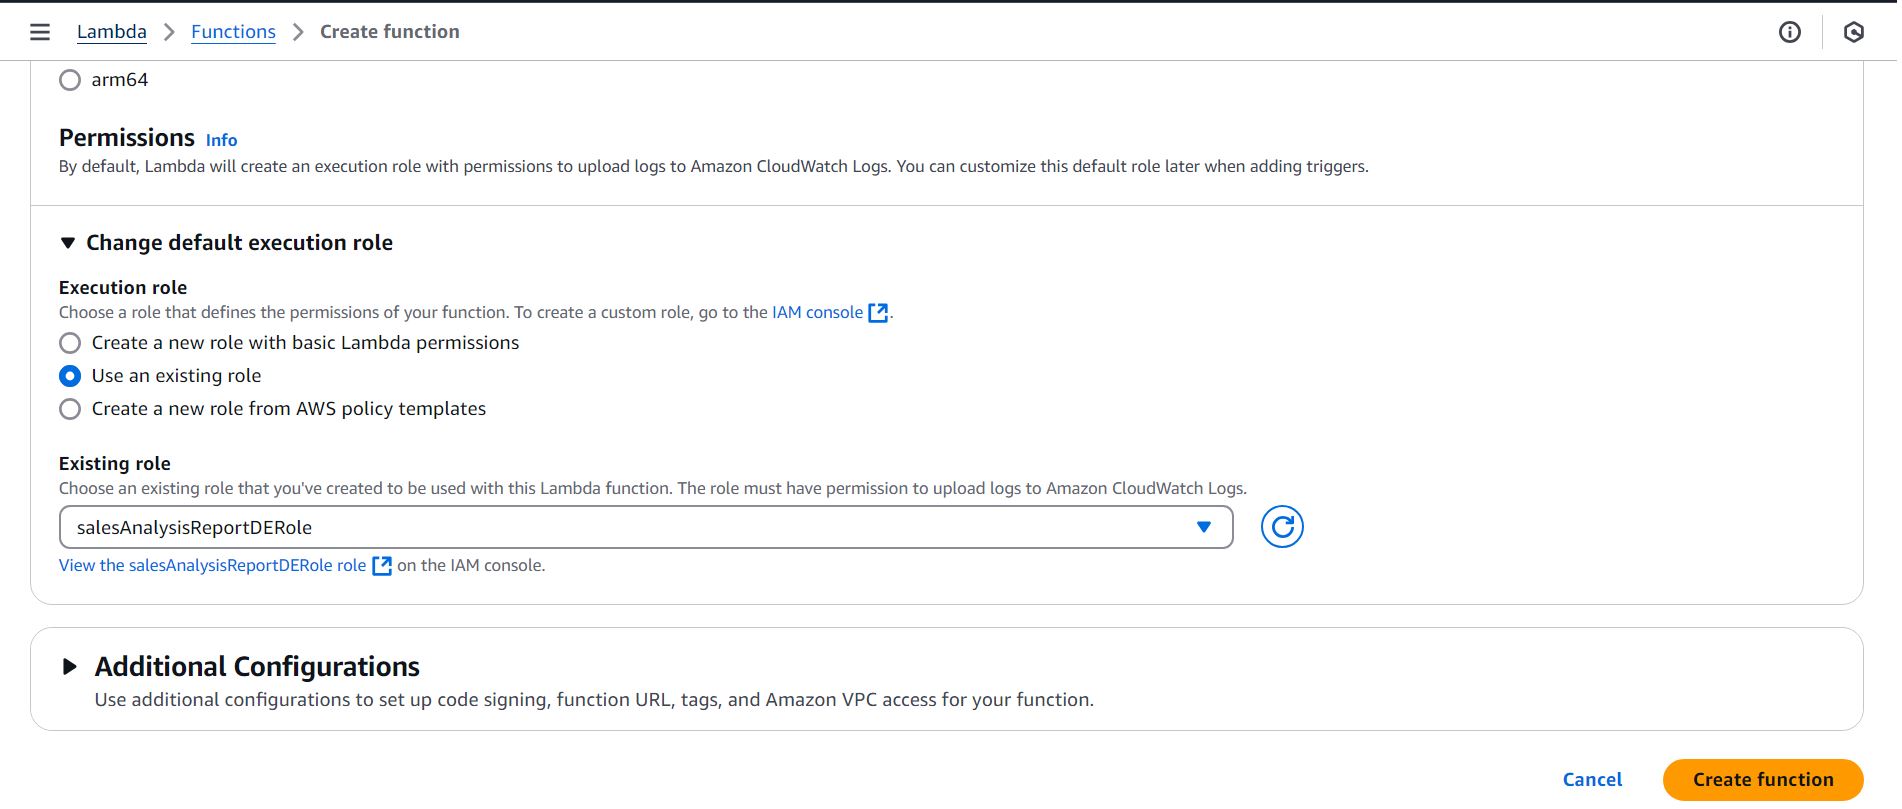 Lambda > Functions > Create function
arm64
Permissions Info
By default, Lambda will create an execution role with permissions to upload logs to Amazon CloudWatch Logs. You can customize this default role later when adding triggers.
Change default execution role
Execution role
Choose a role that defines the permissions of your function. To create a custom role, go to the IAM console.
Create a new role with basic Lambda permissions
Use an existing role
Create a new role from AWS policy templates
Existing role
Choose an existing role that you've created to be used with this Lambda function. The role must have permission to upload logs to Amazon CloudWatch Logs.
salesAnalysisReportDERole
View the salesAnalysisReportDERole role on the IAM console.
Additional Configurations
Use additional configurations to set up code signing, function URL, tags, and Amazon VPC access for your function.
Cancel Create function